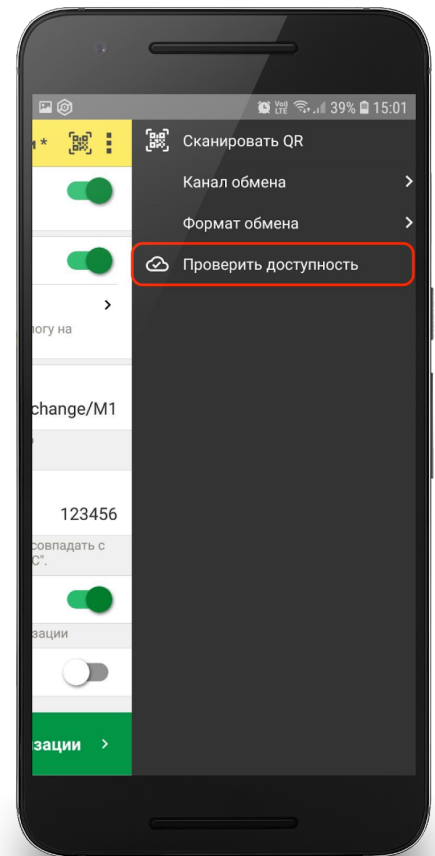 39% 15:01
м *
Сканировать QR
Канал обмена
Формат обмена
Проверить доступность
логу на
change/M1
123456
совпадать с
С".
зации
зации